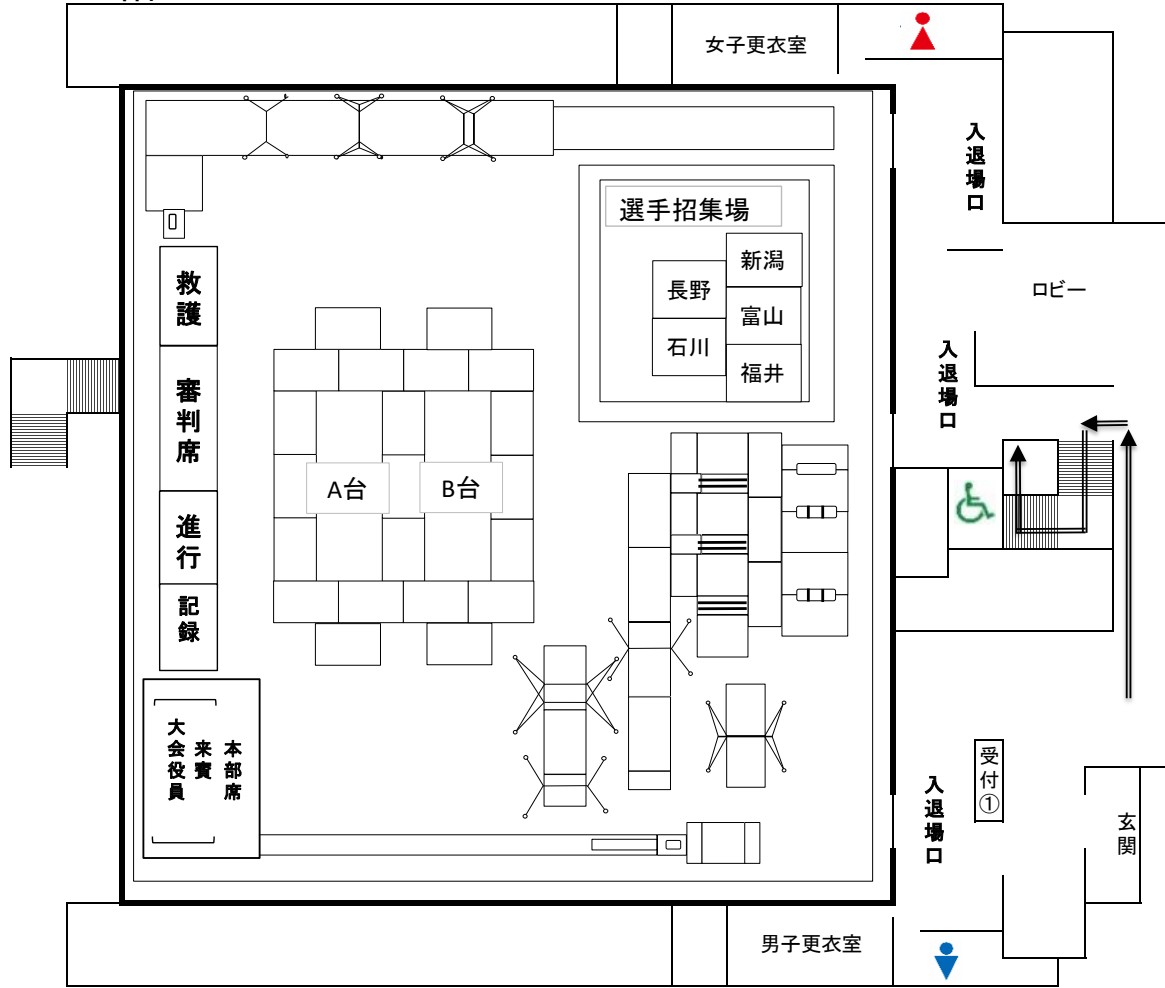 女子更衣室
入退場口
選手招集場
新潟
長野
富山
石川
福井
ロビー
救護
入退場口
審判席
A台
B台
進行
記録
本部席
来賓
大会役員
受付①
入退場口
玄関
男子更衣室